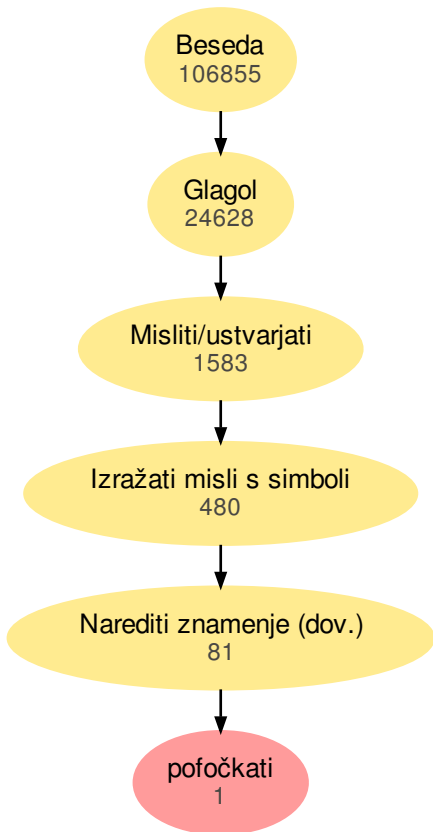 Beseda
106855
Glagol
24628
Misliti/ustvarjati
1583
Izražati misli s simboli
480
Narediti znamenje (dov.)
81
pofočkati
1